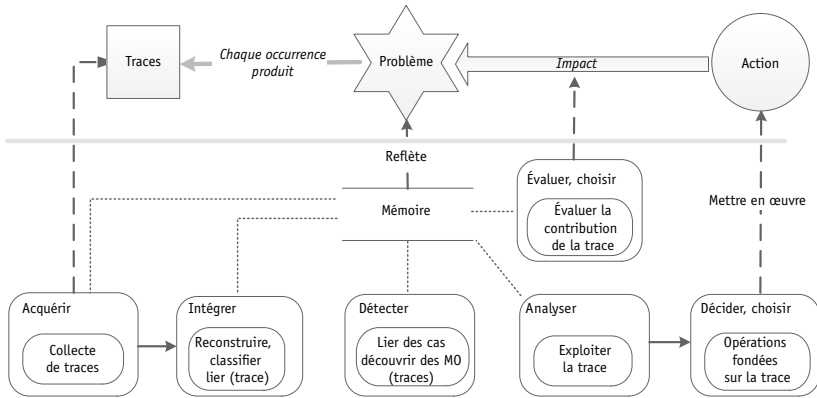 Traces
Chaque occurrence
produit
Problème
Impact
Action
Reflète
Évaluer, choisir
Mémoire
Évaluer la
contribution
de la trace
Mettre en œuvre
Acquérir
Collecte
de traces
Intégrer
Reconstruire,
classifier
lier (trace)
Détecter
Lier des cas
découvrir des MO
(traces)
Analyser
Exploiter
la trace
Décider, choisir
Opérations
fondées
sur la trace